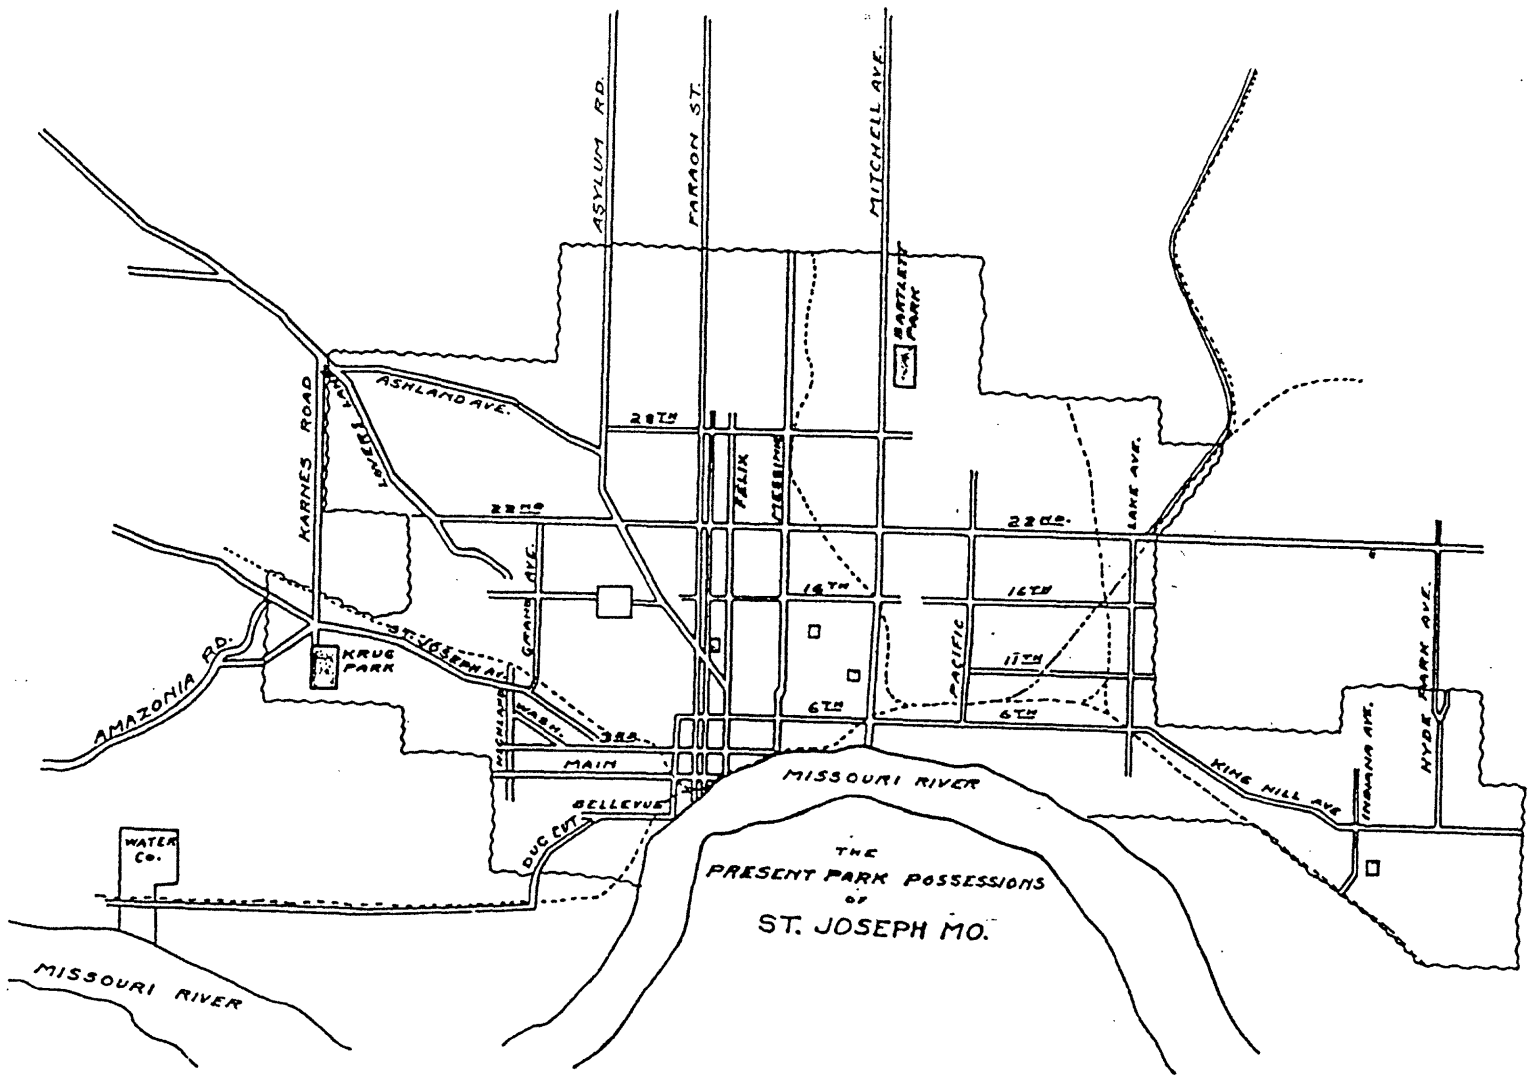 ASYLUM RD.
FARAON ST.
MITCHELL AVE.
BARTLETT
PARK
KARNES ROAD
ASHLAND AVE.
LOVER'S LANE
28TH
FELIX
LAKE AVE.
22ND
22ND.
GRAND AVE.
16TH
16TH
HYDE PARK AVE.
AMAZONIA RD.
ST. JOSEPH AV.
KRUG
PARK
PACIFIC
11TH
HIGHLAND
WASH.
3RD
6TH
6TH
INDIANA AVE.
MAIN
MISSOURI RIVER
KING HILL AVE
BELLEVUE
DUG CUT
WATER
CO.
THE
PRESENT PARK POSSESSIONS
OF
ST. JOSEPH MO.
MISSOURI RIVER